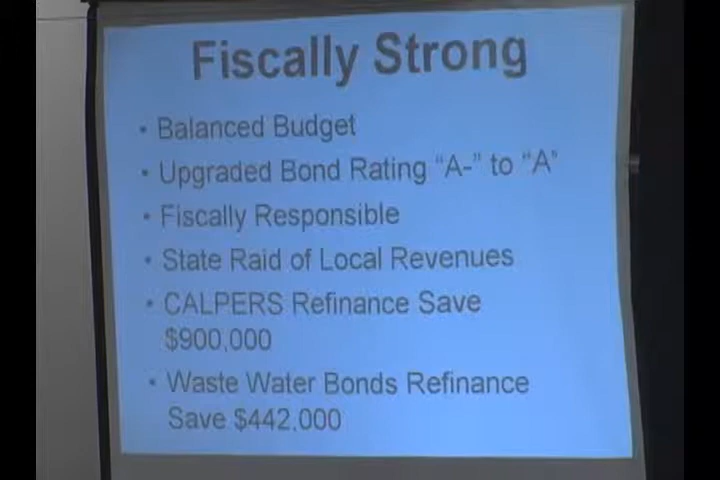 Fiscally Strong
• Balanced Budget
• Upgraded Bond Rating “A-” to “A”
• Fiscally Responsible
• State Raid of Local Revenues
• CALPERS Refinance Save
$900,000
• Waste Water Bonds Refinance
Save $442,000